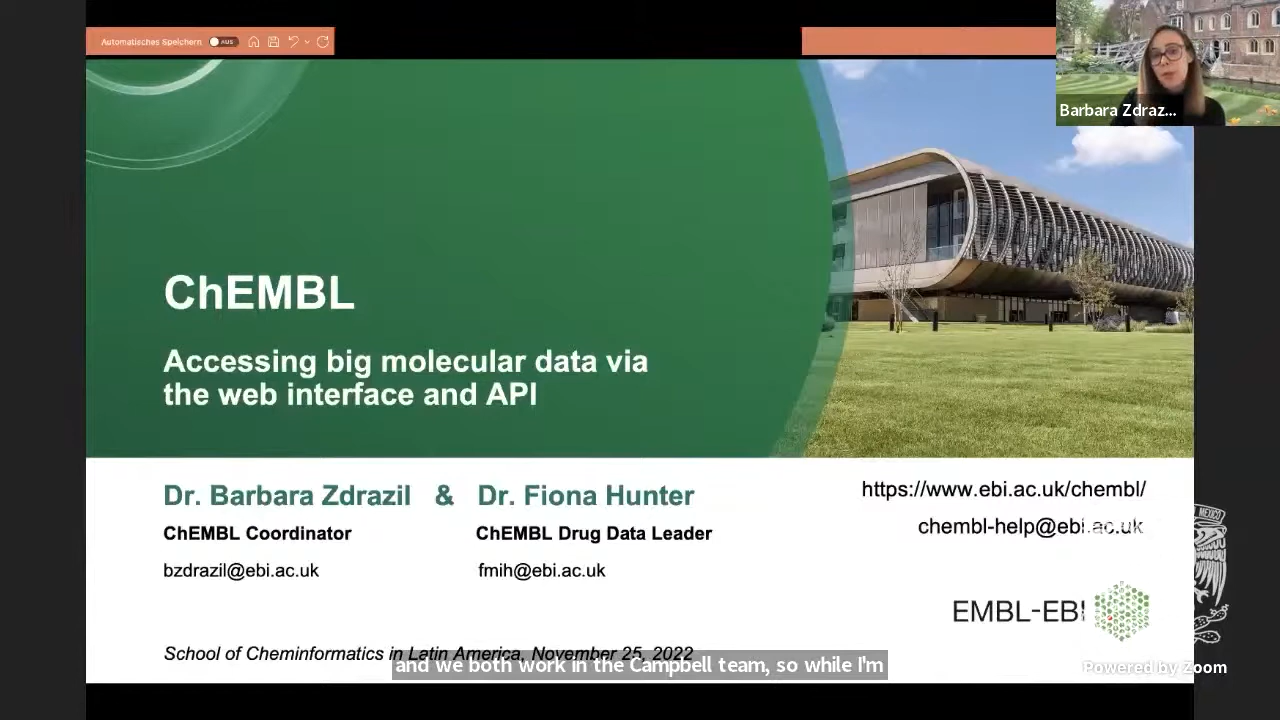 Automatisches Speichern AUS
Barbara Zdraz...
ChEMBL
Accessing big molecular data via
the web interface and API
Dr. Barbara Zdrazil & Dr. Fiona Hunter
ChEMBL Coordinator
ChEMBL Drug Data Leader
bzdrazil@ebi.ac.uk
fmih@ebi.ac.uk
https://www.ebi.ac.uk/chembl/
chembl-help@ebi.ac.uk
EMBL-EBI
School of Cheminformatics in Latin America, November 25, 2022
and we both work in the Campbell team, so while I'm
Powered by Zoom
MEXICO